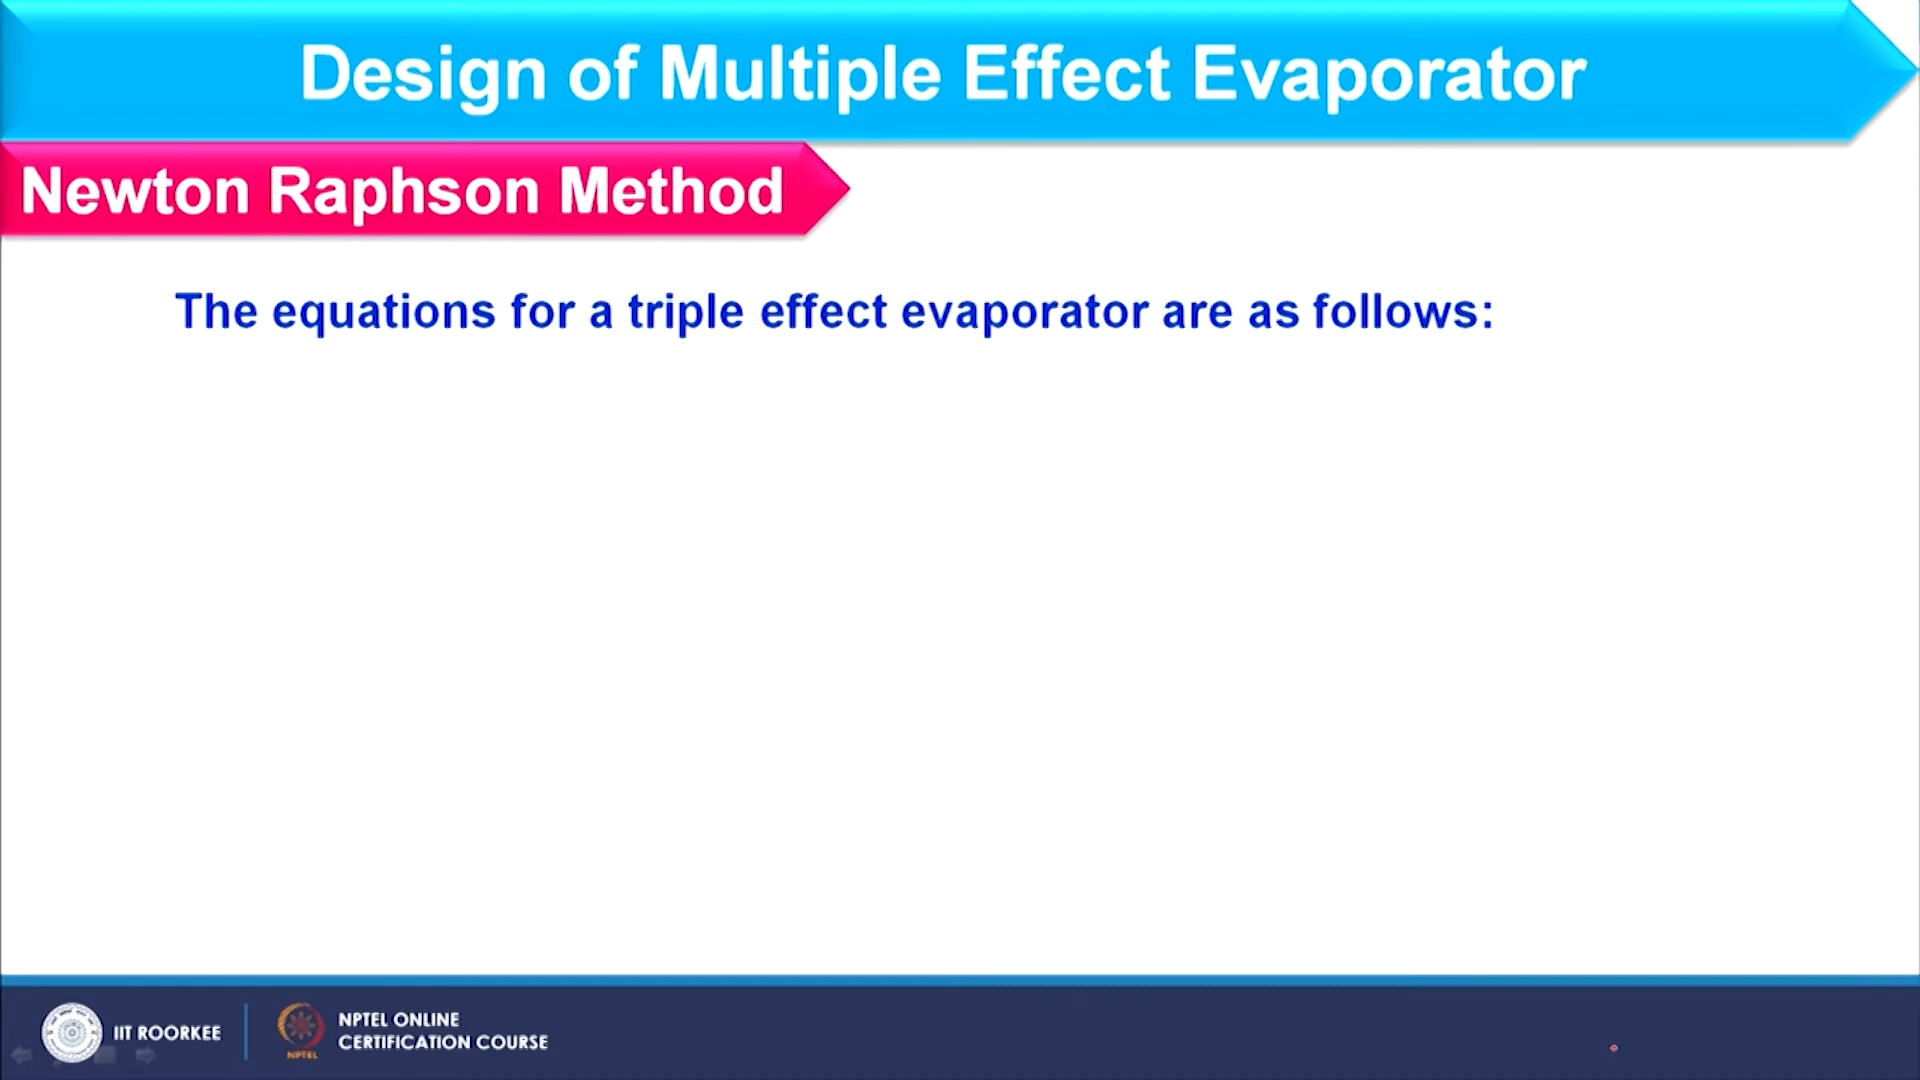 Design of Multiple Effect Evaporator
Newton Raphson Method
The equations for a triple effect evaporator are as follows:
IIT ROORKEE
NPTEL
NPTEL ONLINE
CERTIFICATION COURSE